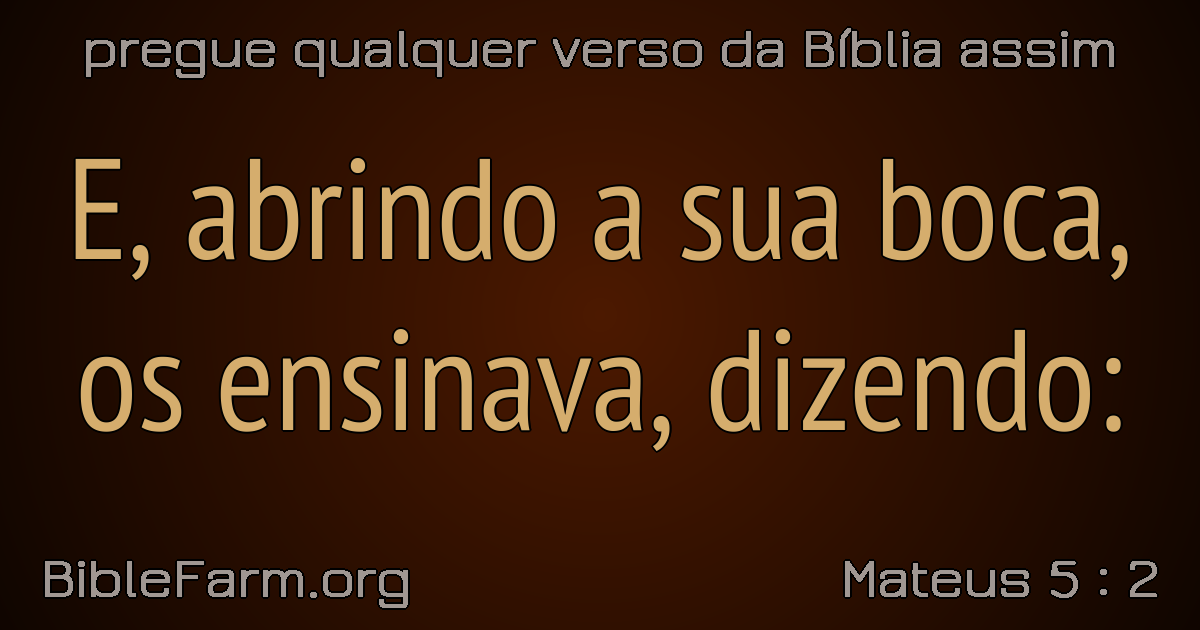 pregue qualquer verso da Bíblia assim
E, abrindo a sua boca,
os ensinava, dizendo:
BibleFarm.org
Mateus 5 : 2